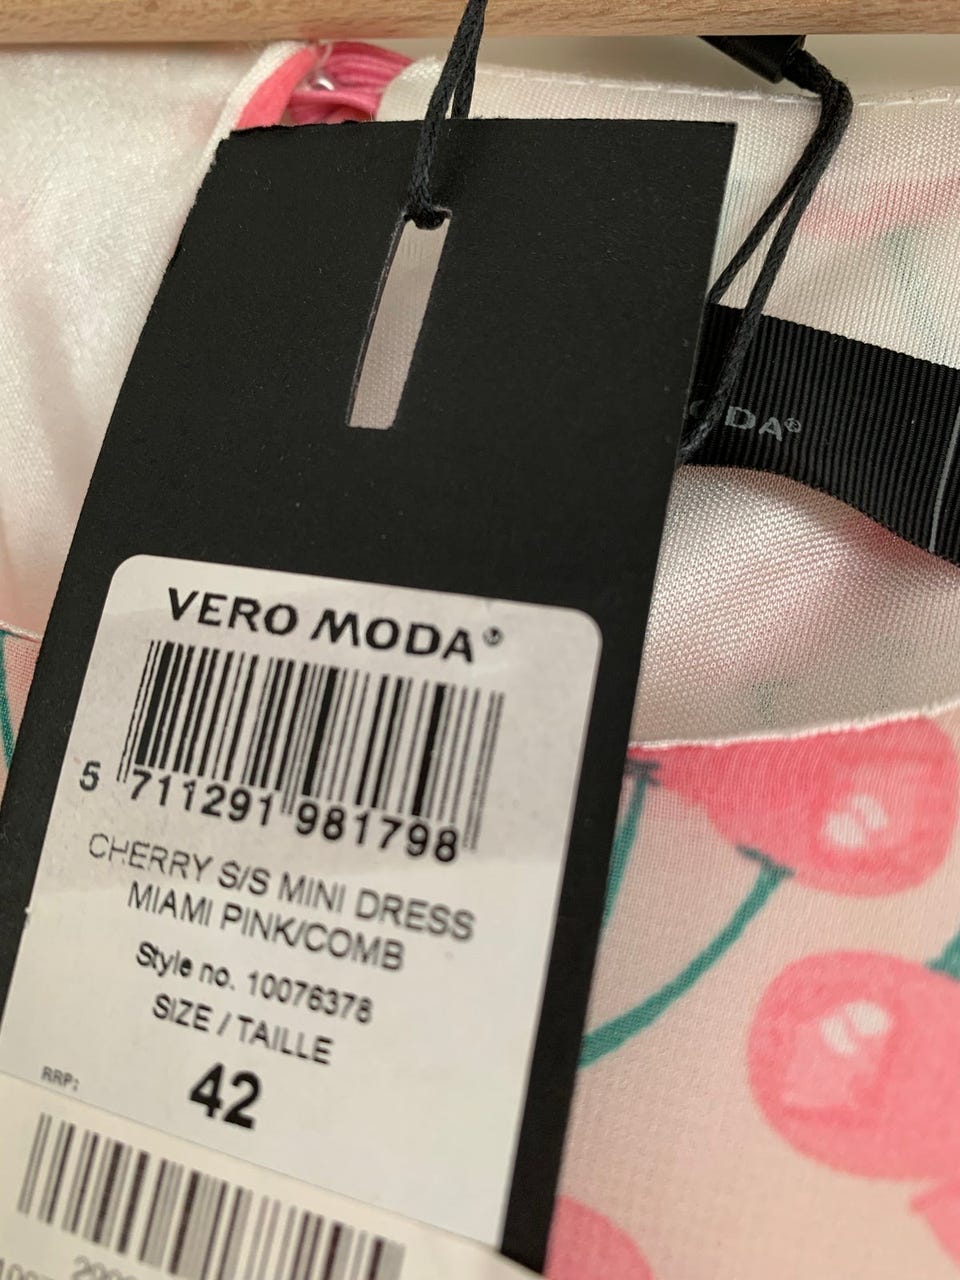 ODA®
VERO MODA®
5 711291 981798
CHERRY S/S MINI DRESS
MIAMI PINK/COMB
Style no. 10076378
SIZE / TAILLE
42
RRP: